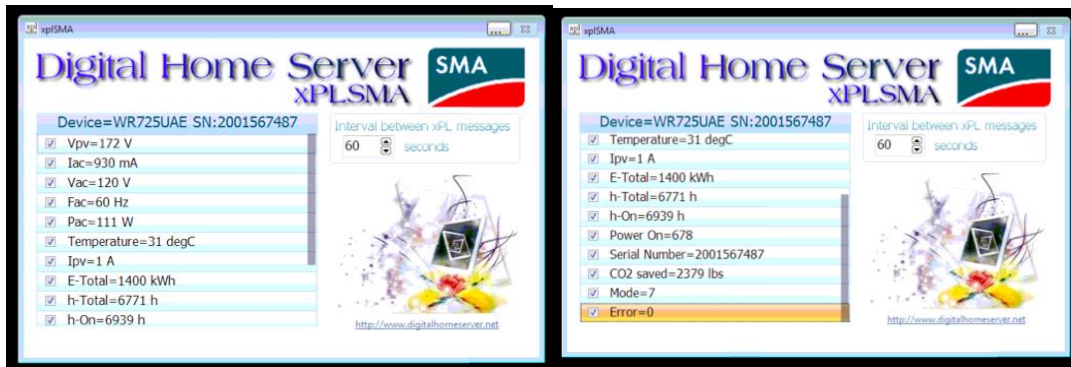 xplSMA
...
Digital Home Server
xPLSMA
SMA
Device=WR725UAE SN:2001567487
Vpv=172 V
Iac=930 mA
Vac=120 V
Fac=60 Hz
Pac=111 W
Temperature=31 degC
Ipv=1 A
E-Total=1400 kWh
h-Total=6771 h
h-On=6939 h
Interval between xPL messages
60 seconds
http://www.digitalhomeserver.net
xplSMA
...
Digital Home Server
xPLSMA
SMA
Device=WR725UAE SN:2001567487
Temperature=31 degC
Ipv=1 A
E-Total=1400 kWh
h-Total=6771 h
h-On=6939 h
Power On=678
Serial Number=2001567487
CO2 saved=2379 lbs
Mode=7
Error=0
Interval between xPL messages
60 seconds
http://www.digitalhomeserver.net